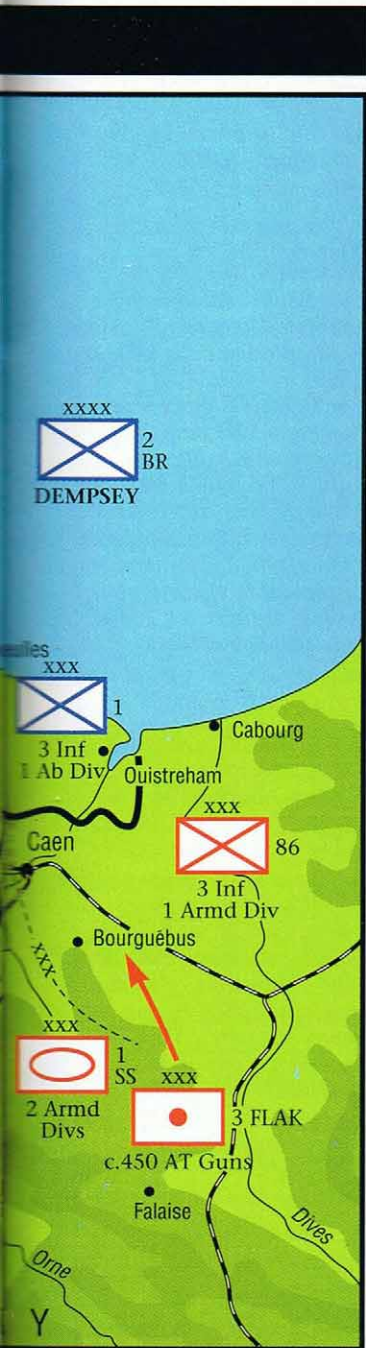 xxxx
2
BR
DEMPSEY
xxx
1
3 Inf
1 Ab Div
Ouistreham
Cabourg
Caen
xxx
86
3 Inf
1 Armd Div
Bourguébus
xxx
xxx
1
SS
2 Armd
Divs
xxx
3 FLAK
c.450 AT Guns
Falaise
Dives
Orne
Y